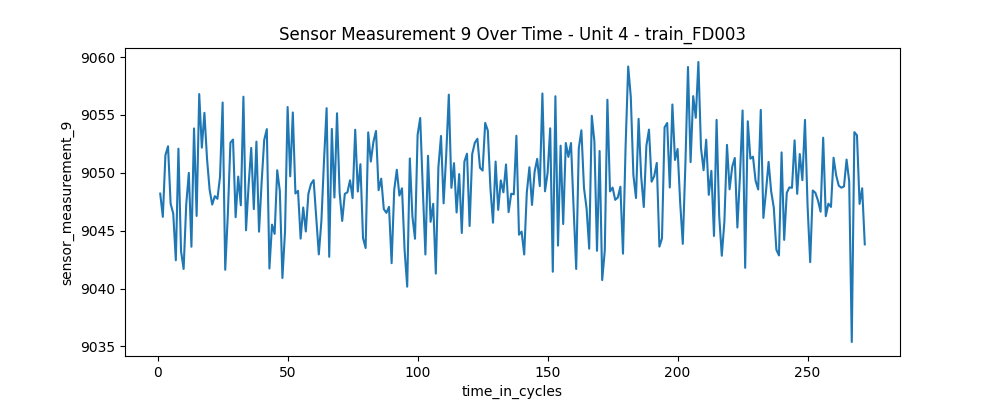 Sensor Measurement 9 Over Time - Unit 4 - train_FD003
9060
9055
9050
9045
9040
9035
sensor_measurement_9
0 50 100 150 200 250
time_in_cycles